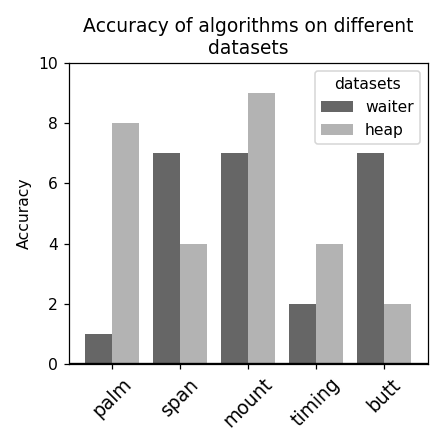 Accuracy of algorithms on different
datasets
10
8
6
4
2
0
Accuracy
datasets
waiter
heap
palm
span
mount
timing
butt